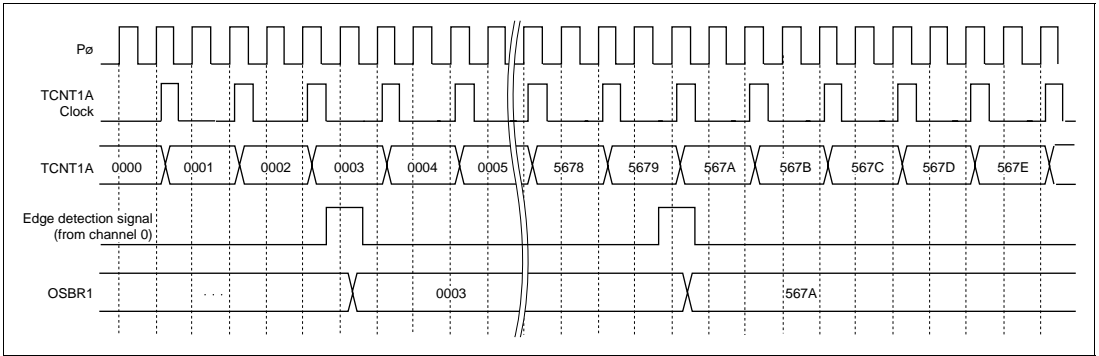 Pø
TCNT1A
Clock
TCNT1A 0000 0001 0002 0003 0004 0005 5678 5679 567A 567B 567C 567D 567E
Edge detection signal
(from channel 0)
OSBR1 · · · 0003 567A